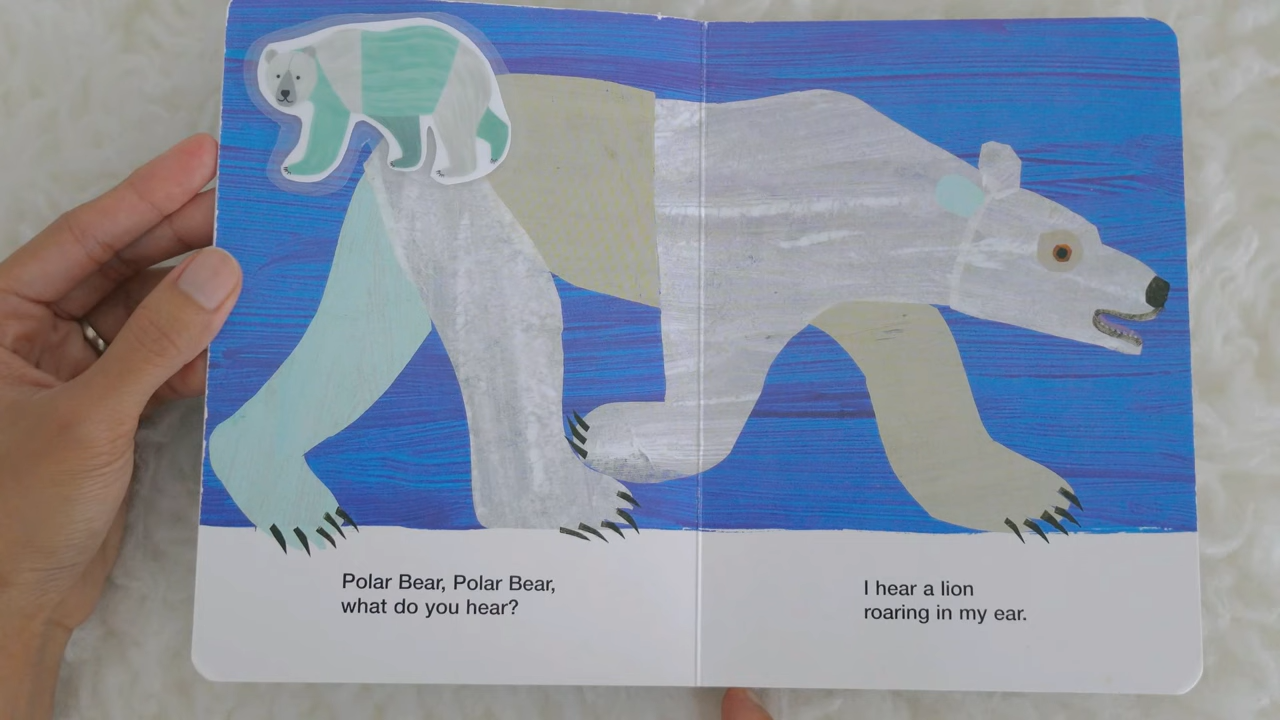 Polar Bear, Polar Bear,
what do you hear?
I hear a lion
roaring in my ear.